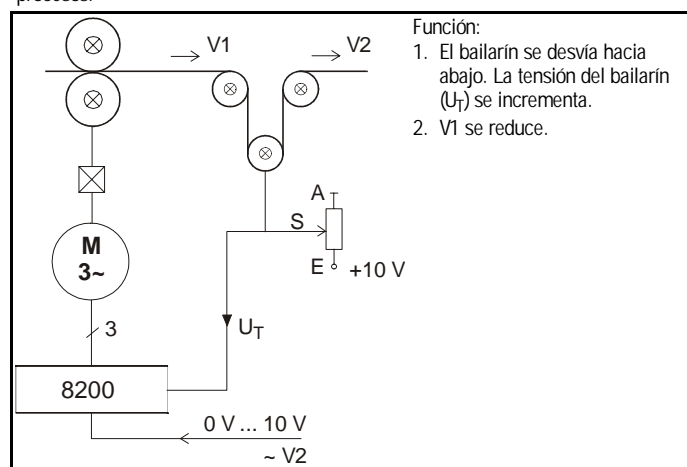 V1
V2
Función:
1. El bailarín se desvía hacia
abajo. La tensión del bailarín
(UT) se incrementa.
2. V1 se reduce.
A
S
E
+10 V
M
3~
3
UT
8200
0 V ... 10 V
~ V2